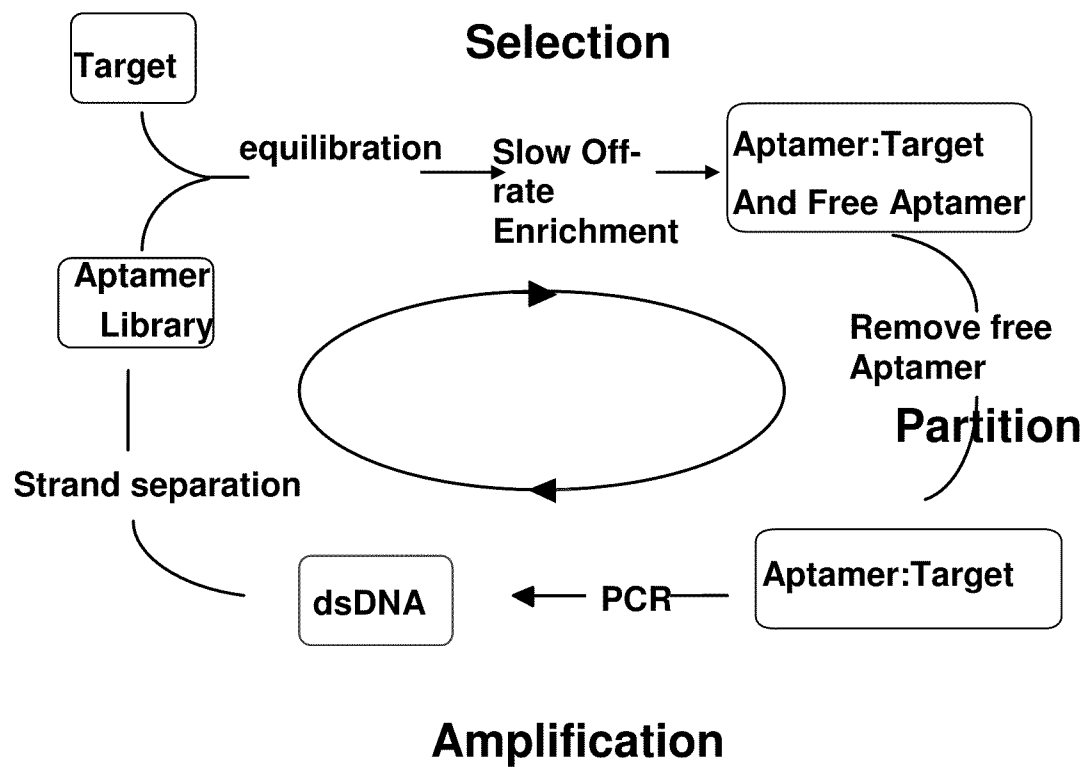 Selection
Target
equilibration
Slow Off-
rate
Enrichment
Aptamer:Target
And Free Aptamer
Aptamer
Library
Remove free
Aptamer
Partition
Strand separation
Aptamer:Target
PCR
dsDNA
Amplification